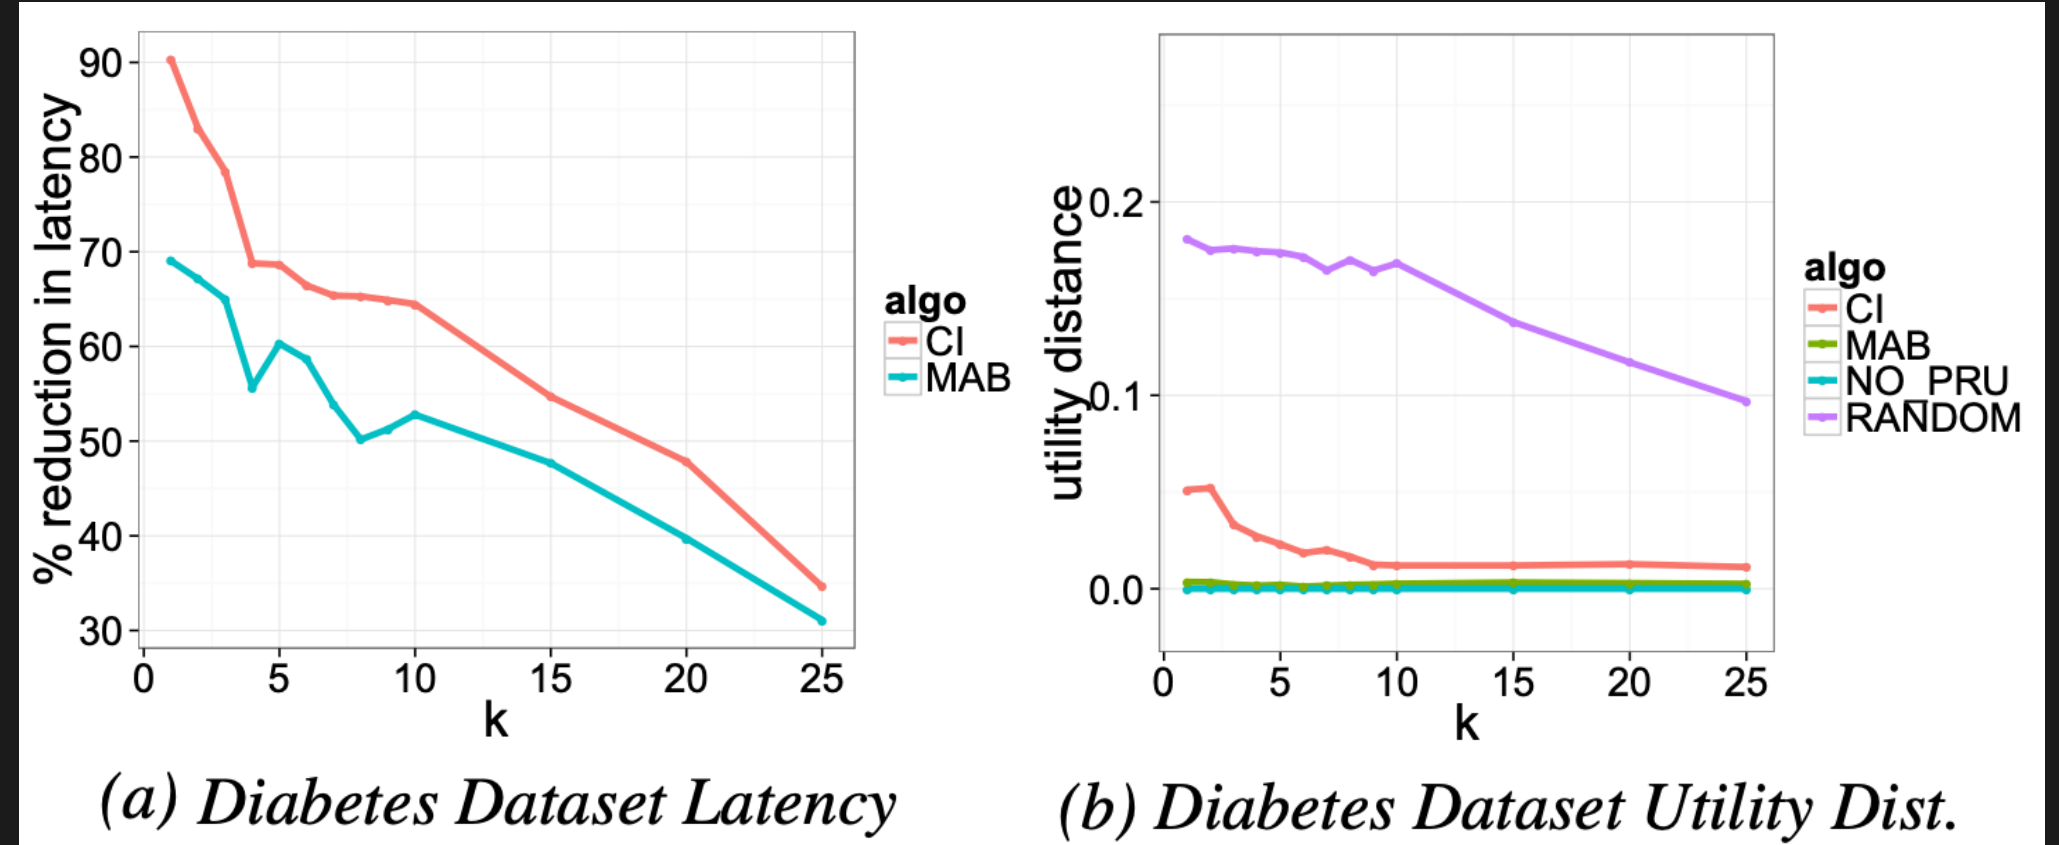 % reduction in latency
90
80
70
60
50
40
30
0 5 10 15 20 25
k
algo
CI
MAB
(a) Diabetes Dataset Latency
utility distance
0.2
0.1
0.0
0 5 10 15 20 25
k
algo
CI
MAB
NO_PRU
RANDOM
(b) Diabetes Dataset Utility Dist.